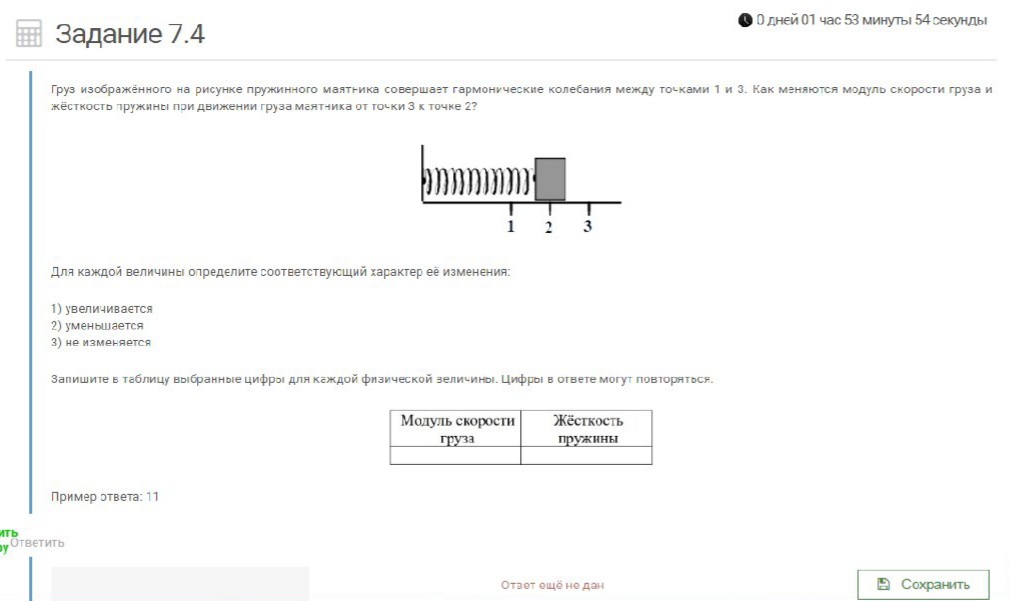 0 дней 01 час 53 минуты 54 секунды
Задание 7.4
Груз изображённого на рисунке пружинного маятника совершает гармонические колебания между точками 1 и 3. Как меняются модуль скорости груза и
жёсткость пружины при движении груза маятника от точки 3 к точке 2?
1 2 3
Для каждой величины определите соответствующий характер её изменения:
1) увеличивается
2) уменьшается
3) не изменяется
Запишите в таблицу выбранные цифры для каждой физической величины. Цифры в ответе могут повторяться.
Модуль скорости груза
Жёсткость пружины
Пример ответа: 11
ить
Ответить
Ответ ещё не дан
Сохранить